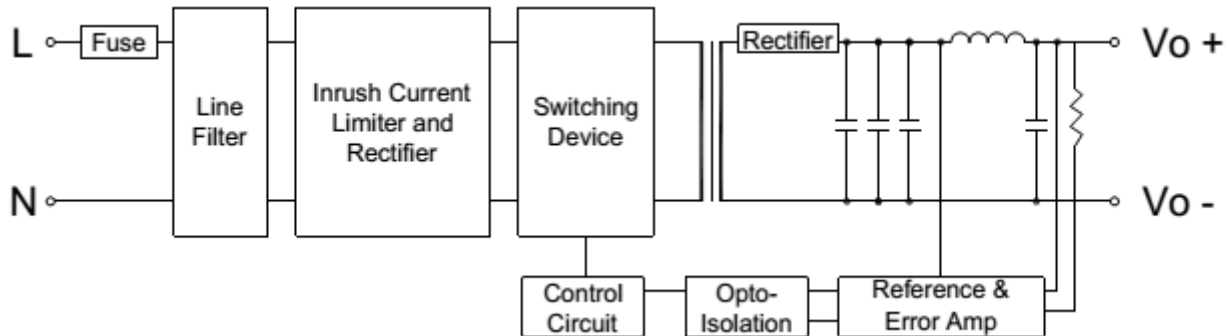 L
Fuse
Line
Filter
Inrush Current
Limiter and
Rectifier
Switching
Device
Rectifier
Vo +
N
Vo -
Control
Circuit
Opto-
Isolation
Reference &
Error Amp